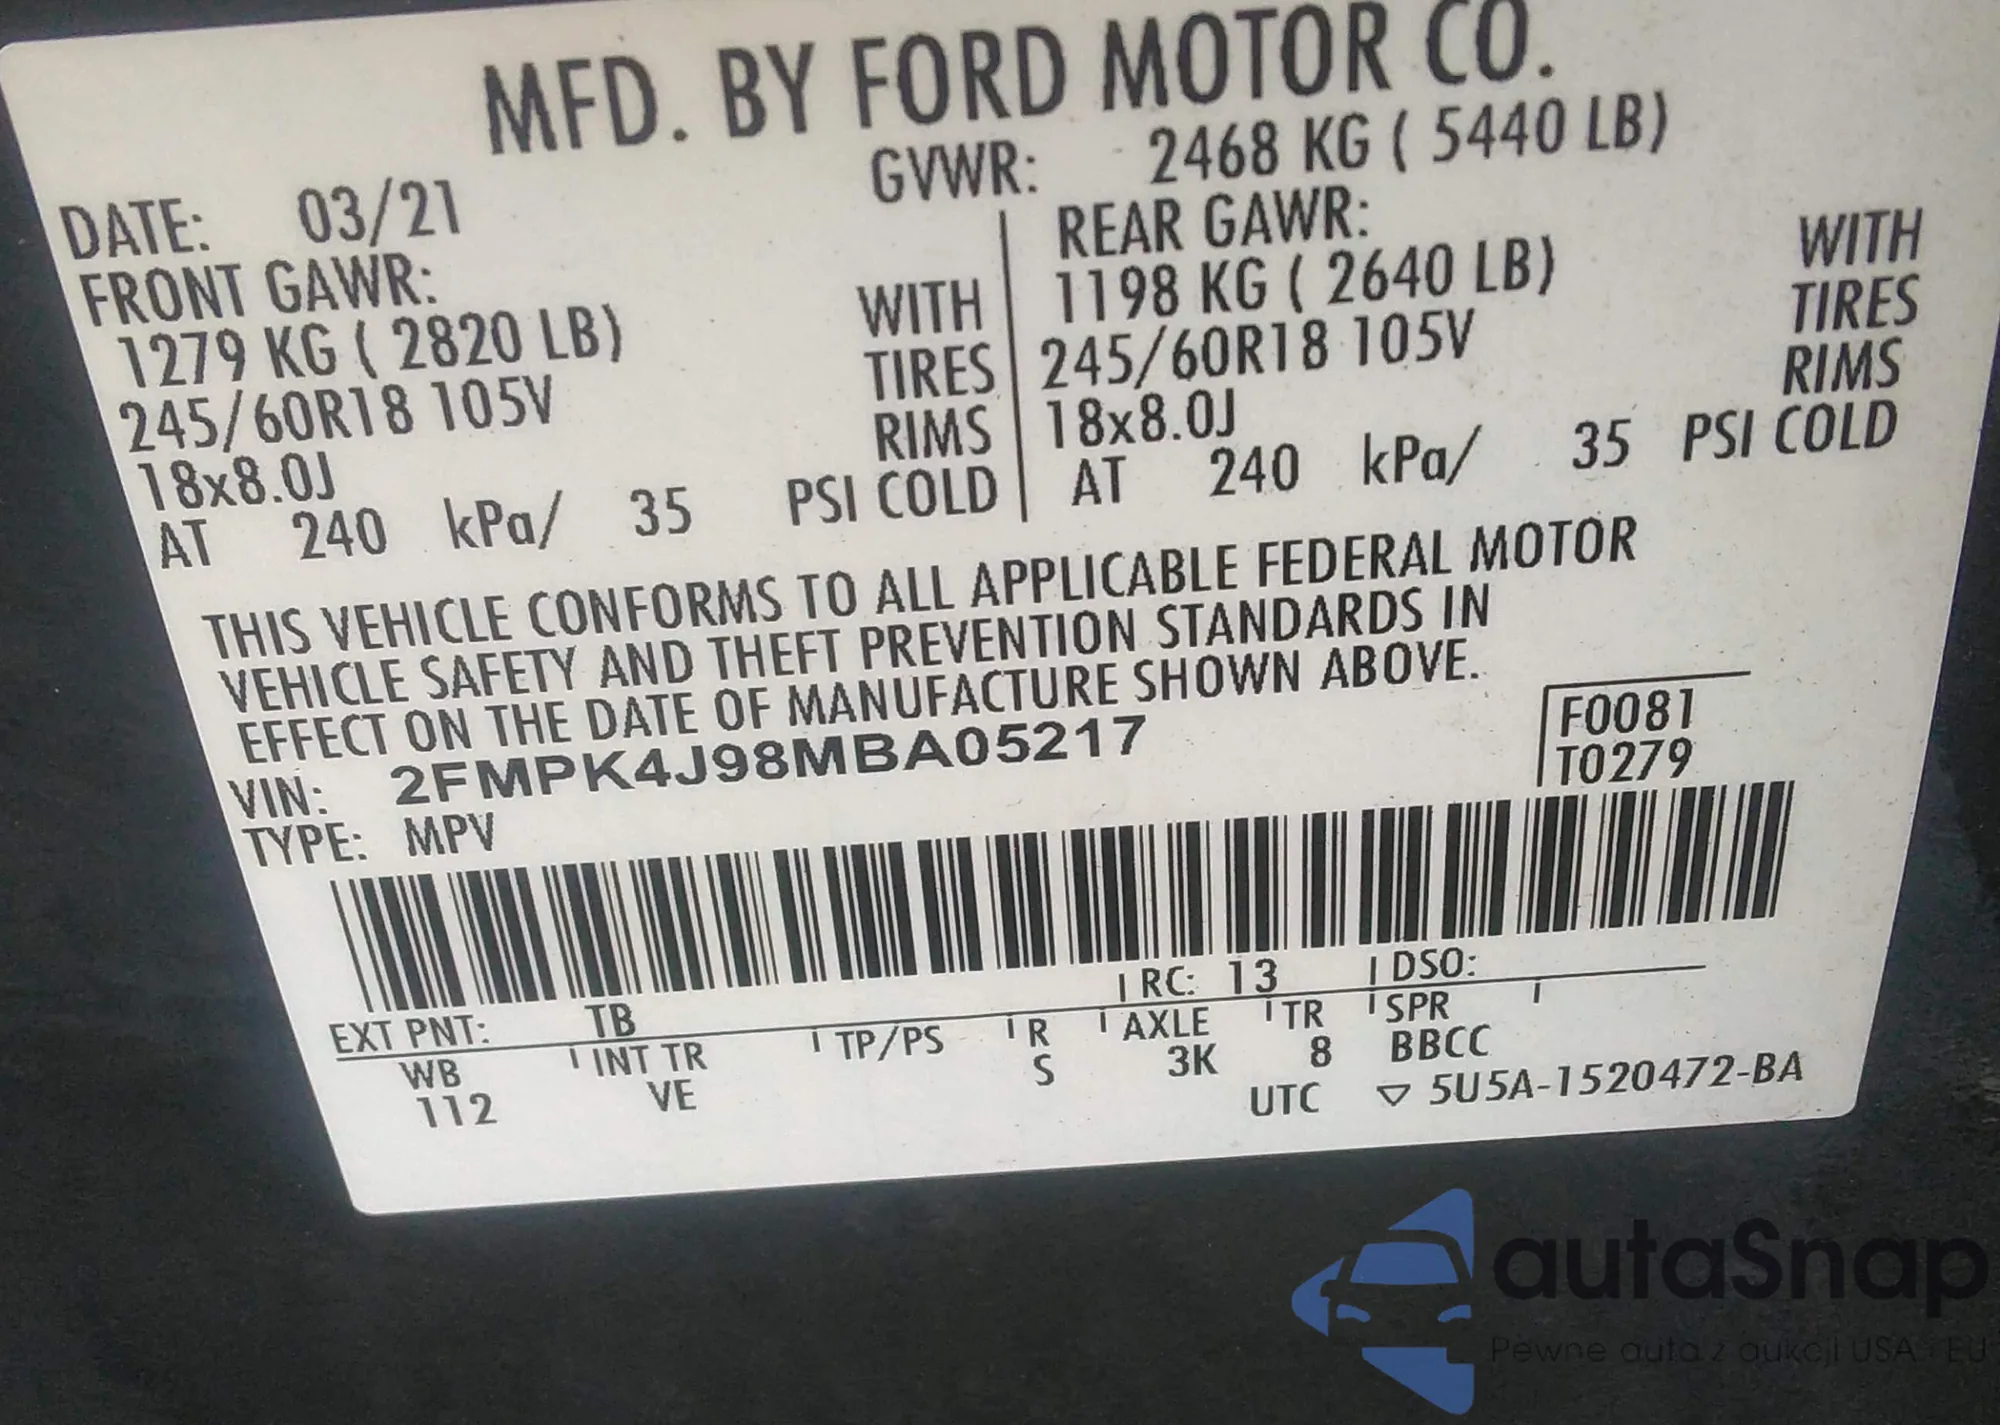 MFD. BY FORD MOTOR CO.
DATE: 03/21
GVWR: 2468 KG ( 5440 LB)
FRONT GAWR:
1279 KG ( 2820 LB) WITH
245/60R18 105V TIRES
18x8.0J RIMS
AT 240 kPa/ 35 PSI COLD
REAR GAWR:
1198 KG ( 2640 LB) WITH
245/60R18 105V TIRES
18x8.0J RIMS
AT 240 kPa/ 35 PSI COLD
THIS VEHICLE CONFORMS TO ALL APPLICABLE FEDERAL MOTOR
VEHICLE SAFETY AND THEFT PREVENTION STANDARDS IN
EFFECT ON THE DATE OF MANUFACTURE SHOWN ABOVE.
VIN: 2FMPK4J98MBA05217
TYPE: MPV
F0081
T0279
EXT PNT: TB RC: 13 DSO:
WB INT TR TP/PS R AXLE TR SPR
112 VE S 3K 8 BBCC
UTC ▽ 5U5A-1520472-BA
autaSnap
Pewne auta z aukcji USA i EU